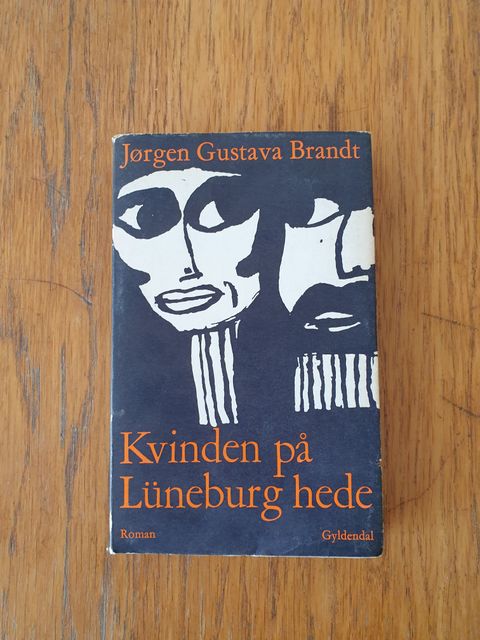 Jørgen Gustava Brandt
Kvinden på
Lüneburg hede
Roman Gyldendal